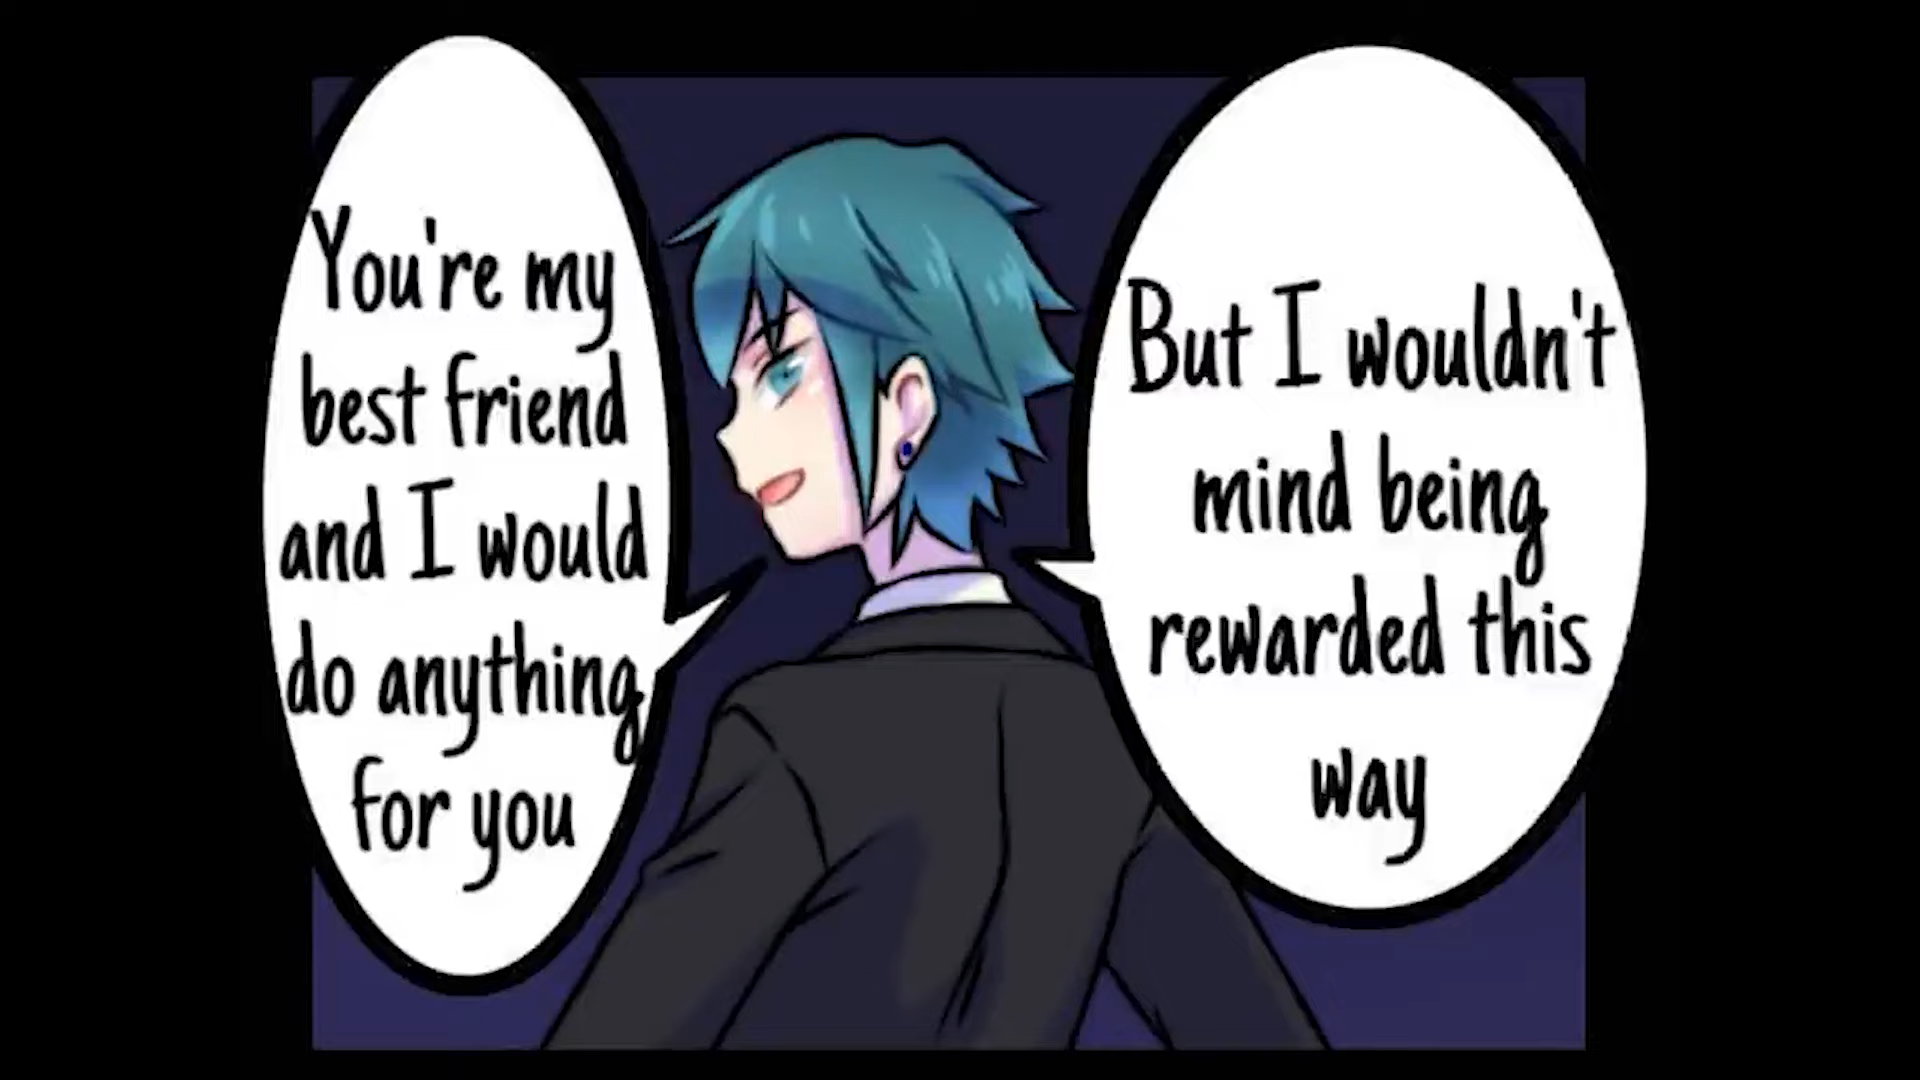 You're my
best friend
and I would
do anything
for you
But I wouldn't
mind being
rewarded this
way